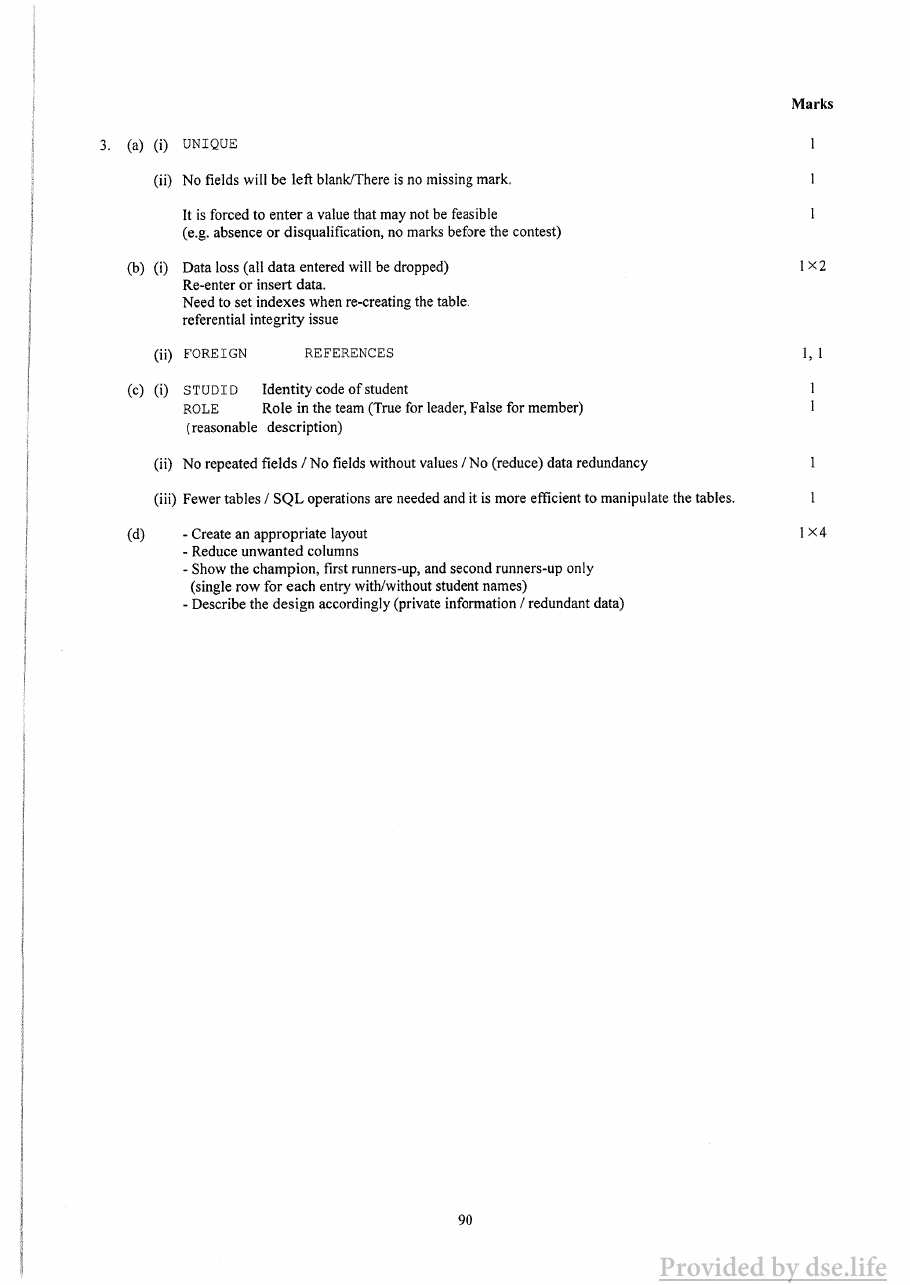 Marks
3. (a) (i) UNIQUE 1
(ii) No fields will be left blank/There is no missing mark. 1
It is forced to enter a value that may not be feasible 1
(e.g. absence or disqualification, no marks before the contest)
(b) (i) Data loss (all data entered will be dropped) 1×2
Re-enter or insert data.
Need to set indexes when re-creating the table.
referential integrity issue
(ii) FOREIGN REFERENCES 1, 1
(c) (i) STUDID Identity code of student 1
ROLE Role in the team (True for leader, False for member) 1
(reasonable description)
(ii) No repeated fields / No fields without values / No (reduce) data redundancy 1
(iii) Fewer tables / SQL operations are needed and it is more efficient to manipulate the tables. 1
(d) - Create an appropriate layout 1×4
- Reduce unwanted columns
- Show the champion, first runners-up, and second runners-up only
(single row for each entry with/without student names)
- Describe the design accordingly (private information / redundant data)
90
Provided by dse.life